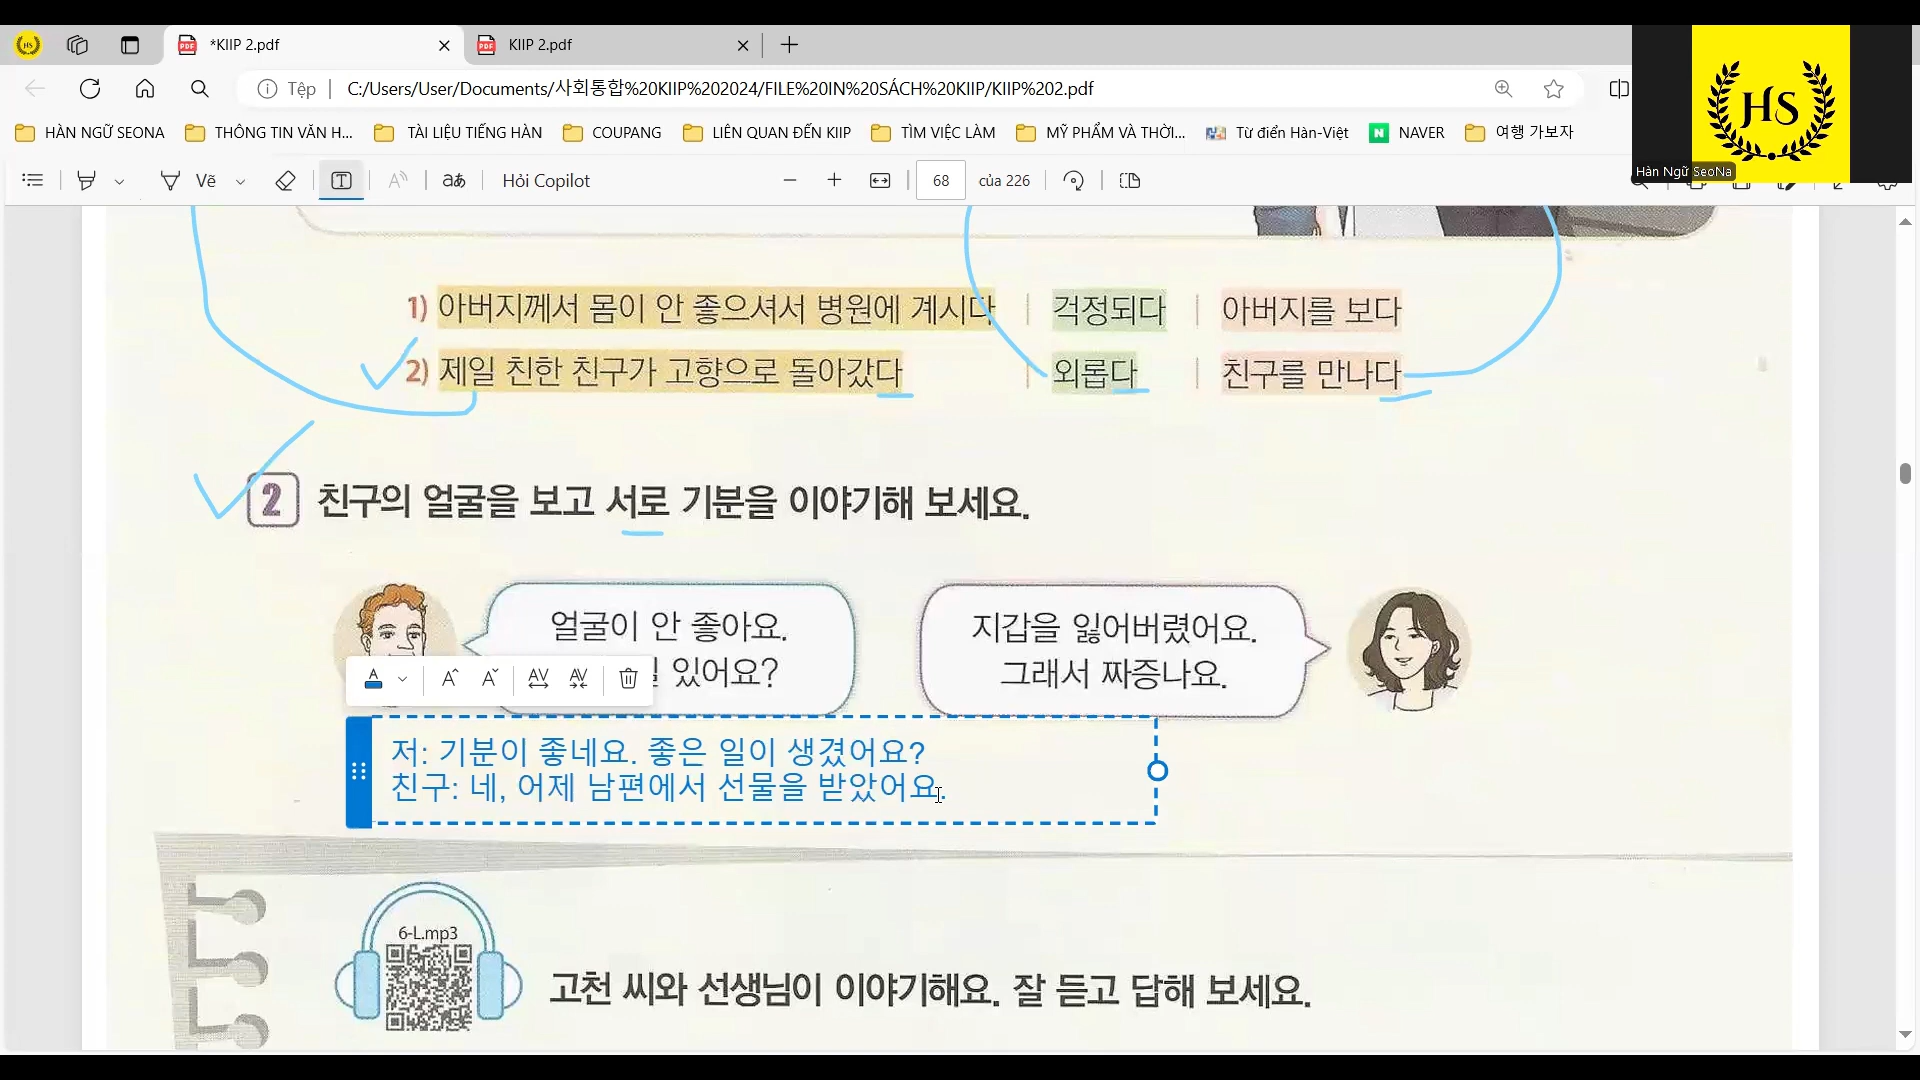 *KIIP 2.pdf
KIIP 2.pdf
Tệp
C:/Users/User/Documents/사회통합%20KIIP%202024/FILE%20IN%20SÁCH%20KIIP/KIIP%202.pdf
HÀN NGỮ SEONA
THÔNG TIN VĂN H...
TÀI LIỆU TIẾNG HÀN
COUPANG
LIÊN QUAN ĐẾN KIIP
TÌM VIỆC LÀM
MỸ PHẨM VÀ THỜI...
Từ điển Hàn-Việt
NAVER
여행 가보자
HS
Hàn Ngữ SeoNa
Vẽ
Hỏi Copilot
68
của 226
1) 아버지께서 몸이 안 좋으셔서 병원에 계시다 | 걱정되다 | 아버지를 보다
2) 제일 친한 친구가 고향으로 돌아갔다 | 외롭다 | 친구를 만나다
2 친구의 얼굴을 보고 서로 기분을 이야기해 보세요.
얼굴이 안 좋아요.
있어요?
지갑을 잃어버렸어요.
그래서 짜증나요.
저: 기분이 좋네요. 좋은 일이 생겼어요?
친구: 네, 어제 남편에서 선물을 받았어요.
6-L.mp3
고천 씨와 선생님이 이야기해요. 잘 듣고 답해 보세요.